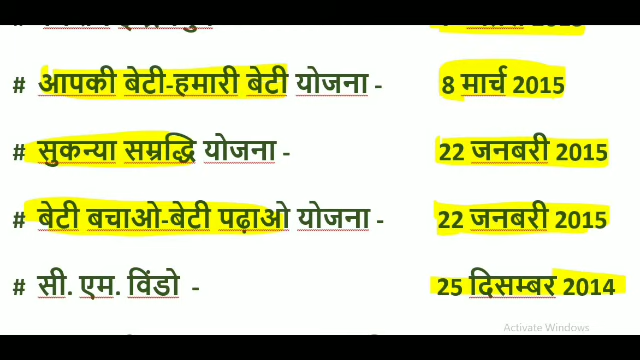 # आपकी बेटी-हमारी बेटी योजना - 8 मार्च 2015
# सुकन्या सम्रद्धि योजना - 22 जनबरी 2015
# बेटी बचाओ-बेटी पढ़ाओ योजना - 22 जनबरी 2015
# सी. एम. विंडो - 25 दिसम्बर 2014
Activate Windows